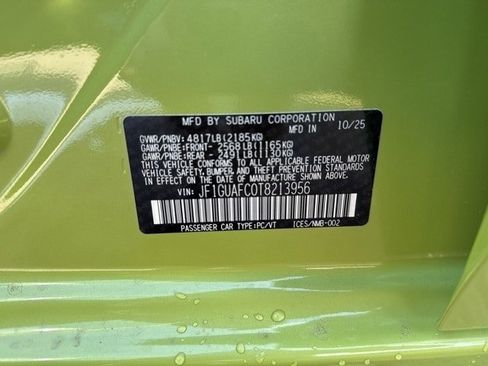 MFD BY SUBARU CORPORATION 10/25
GVWR/PNBV: 4817LB(2185KG)
GAWR/PNBE:FRONT- 2568LB(1165KG)
GAWR/PNBE:REAR - 2491LB(1130KG)
THIS VEHICLE CONFORMS TO ALL APPLICABLE FEDERAL MOTOR
VEHICLE SAFETY, BUMPER, AND THEFT PREVENTION STANDARDS
IN EFFECT ON THE DATE OF MANUFACTURE SHOWN ABOVE.
VIN: JF1GUAFC0T8213956
PASSENGER CAR TYPE:PC/VT ICES/NMB-002